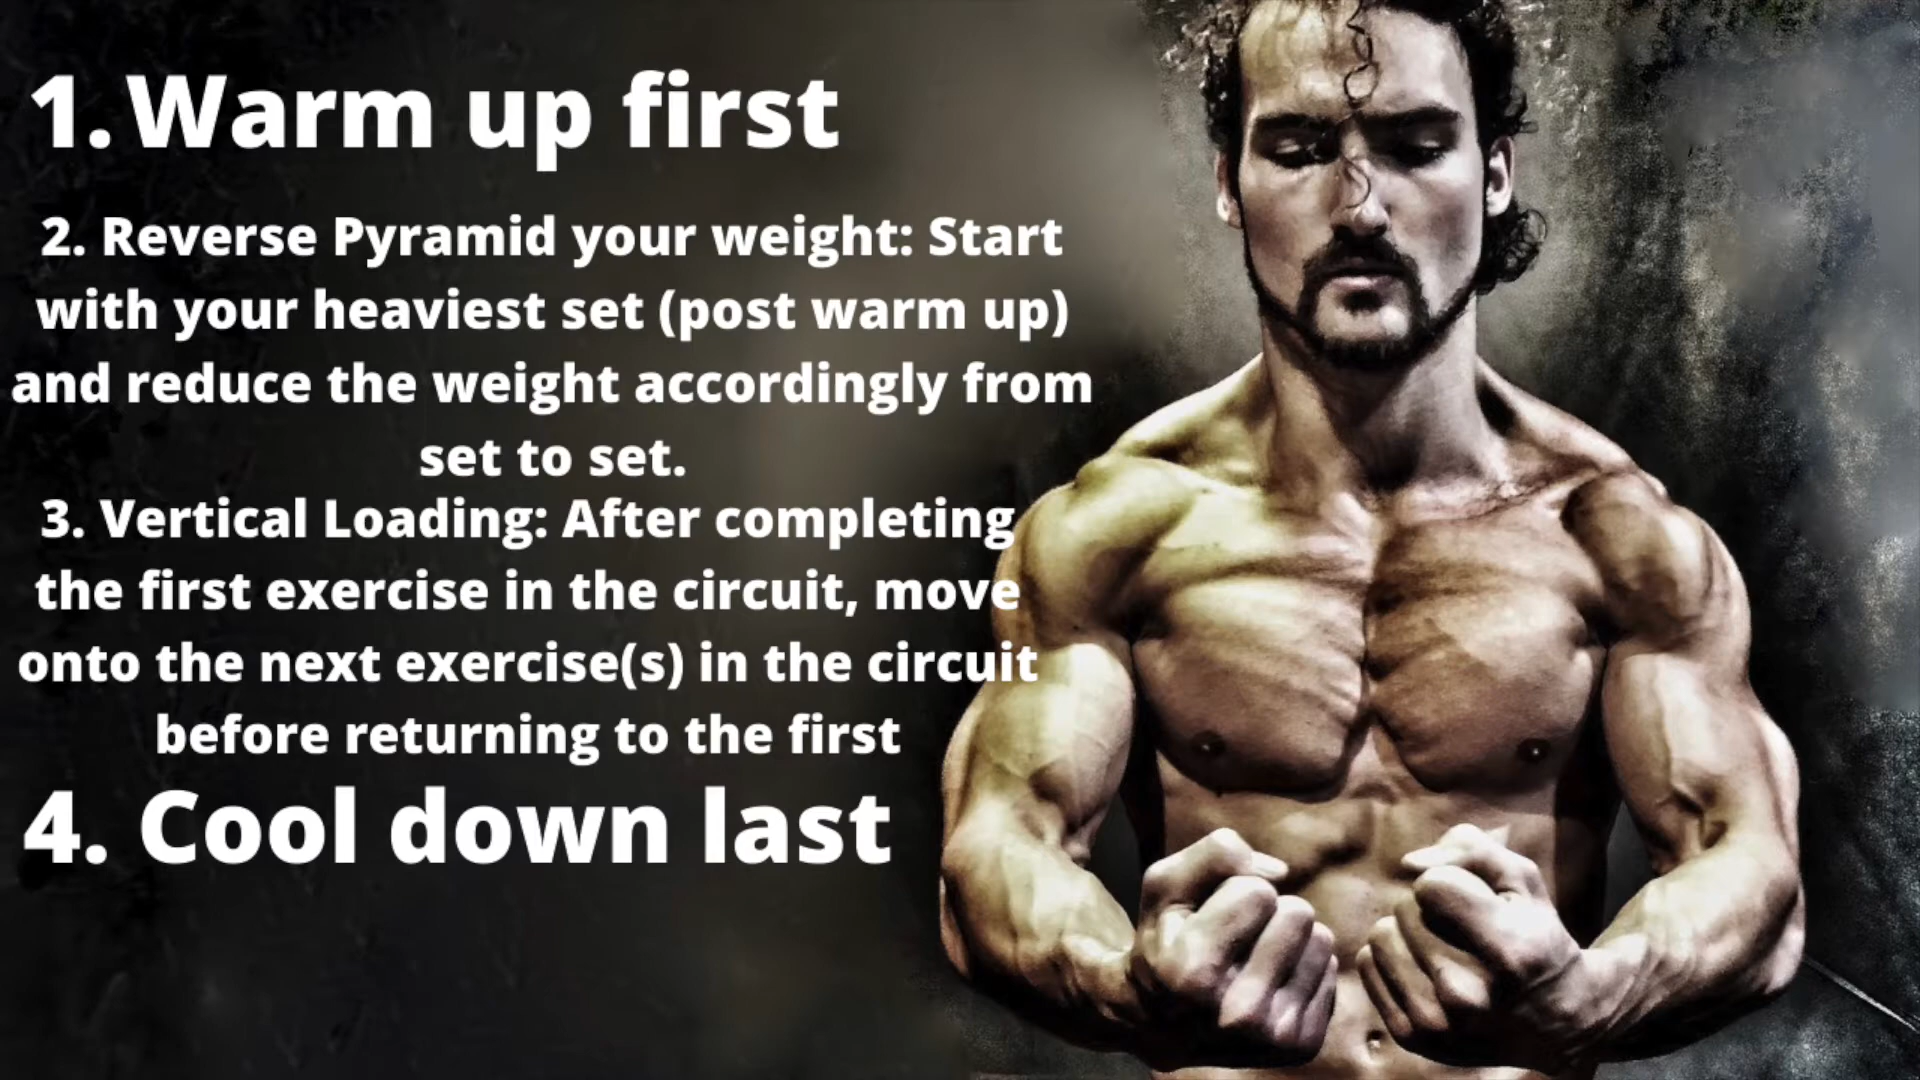 1. Warm up first
2. Reverse Pyramid your weight: Start
with your heaviest set (post warm up)
and reduce the weight accordingly from
set to set.
3. Vertical Loading: After completing
the first exercise in the circuit, move
onto the next exercise(s) in the circuit
before returning to the first
4. Cool down last